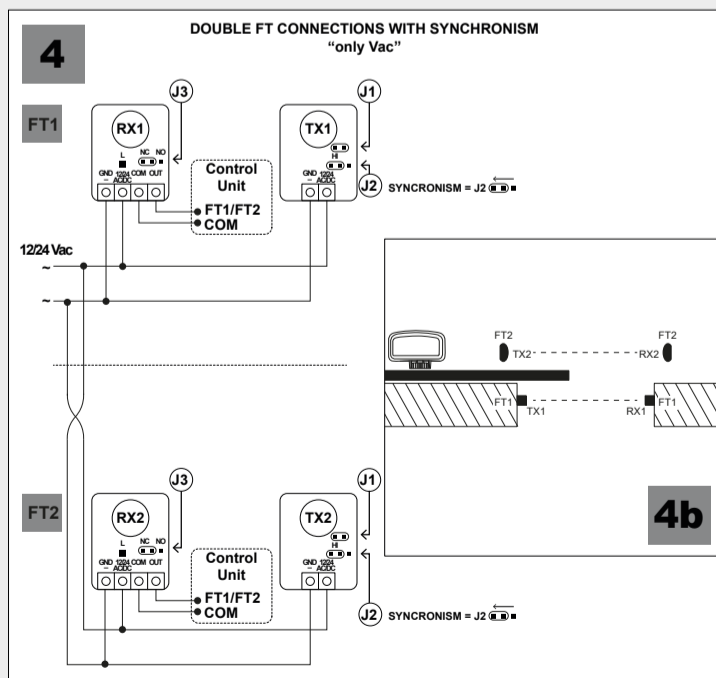 4
DOUBLE FT CONNECTIONS WITH SYNCHRONISM
“only Vac”
FT1
J3
J1
RX1
TX1
L
NC NO
HI
GND 12/24 COM OUT
– AC/DC
GND 12/24
– AC/DC
Control
Unit
FT1/FT2
COM
J2
SYNCRONISM = J2
12/24 Vac
~
~
FT2
TX2
FT2
RX2
FT1
TX1
FT1
RX1
4b
FT2
J3
J1
RX2
TX2
L
NC NO
HI
GND 12/24 COM OUT
– AC/DC
GND 12/24
– AC/DC
Control
Unit
FT1/FT2
COM
J2
SYNCRONISM = J2